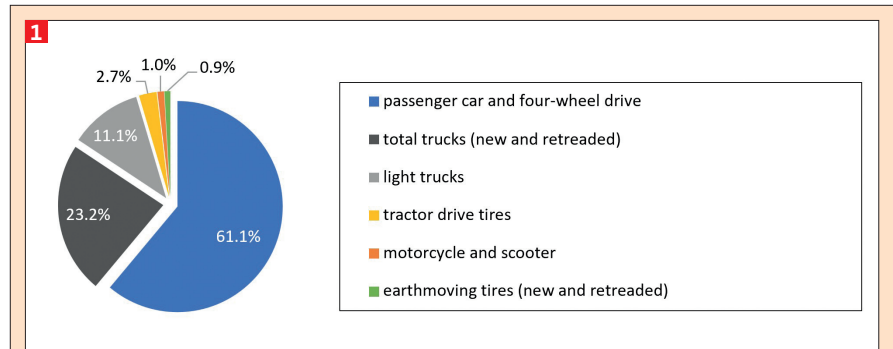 1
1.0%
0.9%
2.7%
11.1%
23.2%
61.1%
passenger car and four-wheel drive
total trucks (new and retreaded)
light trucks
tractor drive tires
motorcycle and scooter
earthmoving tires (new and retreaded)